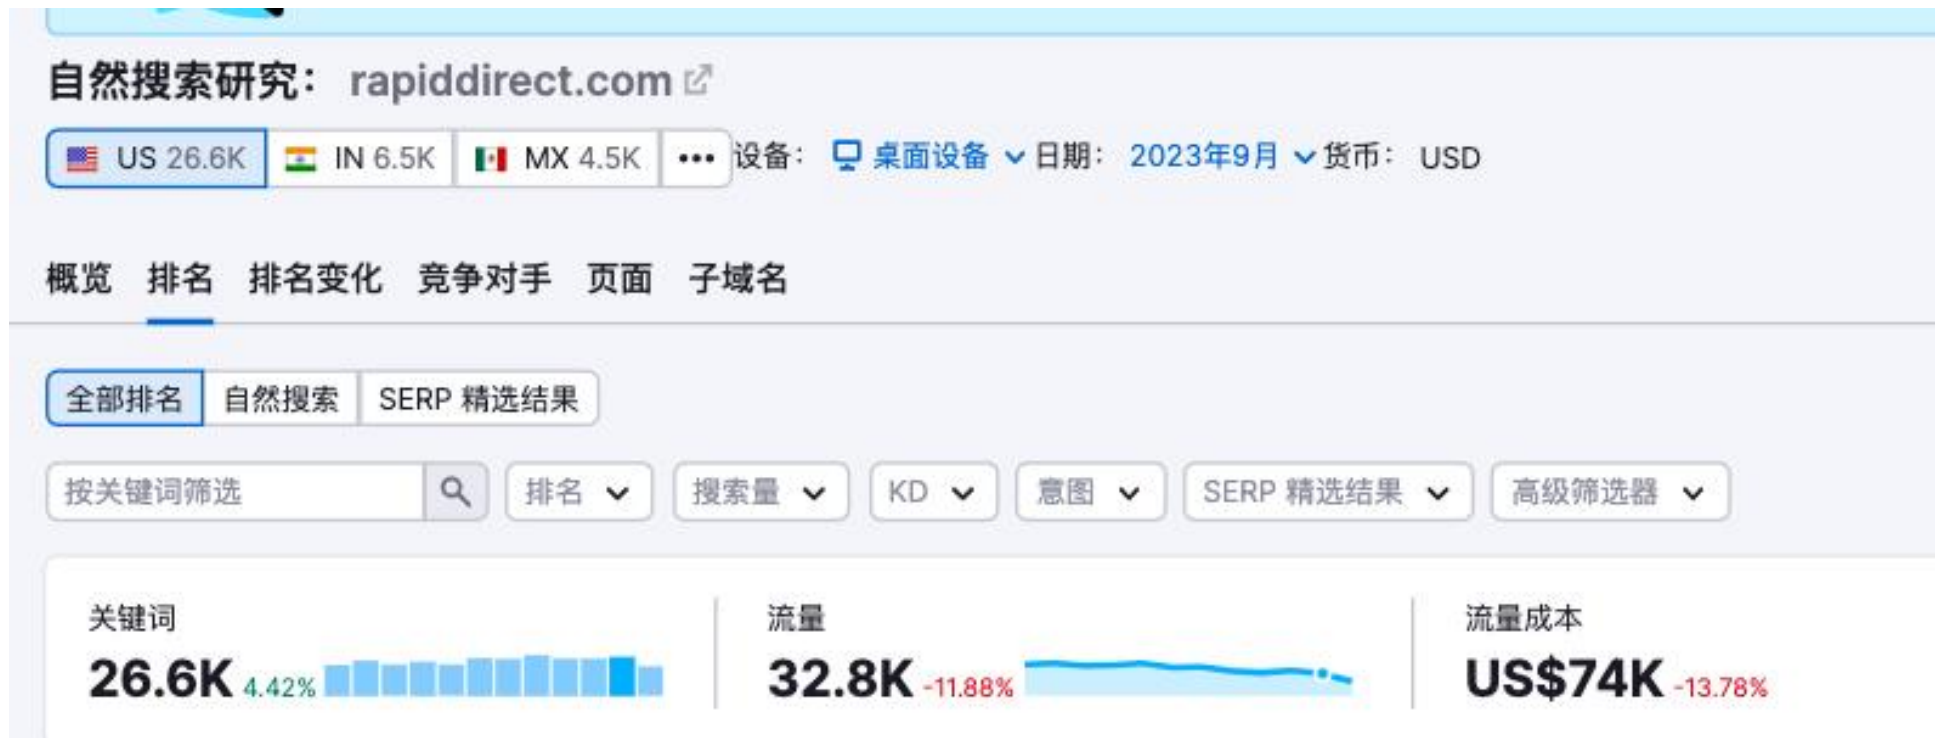 自然搜索研究： rapiddirect.com
US 26.6K IN 6.5K MX 4.5K ••• 设备： 桌面设备 日期： 2023年9月 货币： USD
概览 排名 排名变化 竞争对手 页面 子域名
全部排名 自然搜索 SERP 精选结果
按关键词筛选 排名 搜索量 KD 意图 SERP 精选结果 高级筛选器
关键词 流量 流量成本
26.6K 4.42% 32.8K -11.88% US$74K -13.78%